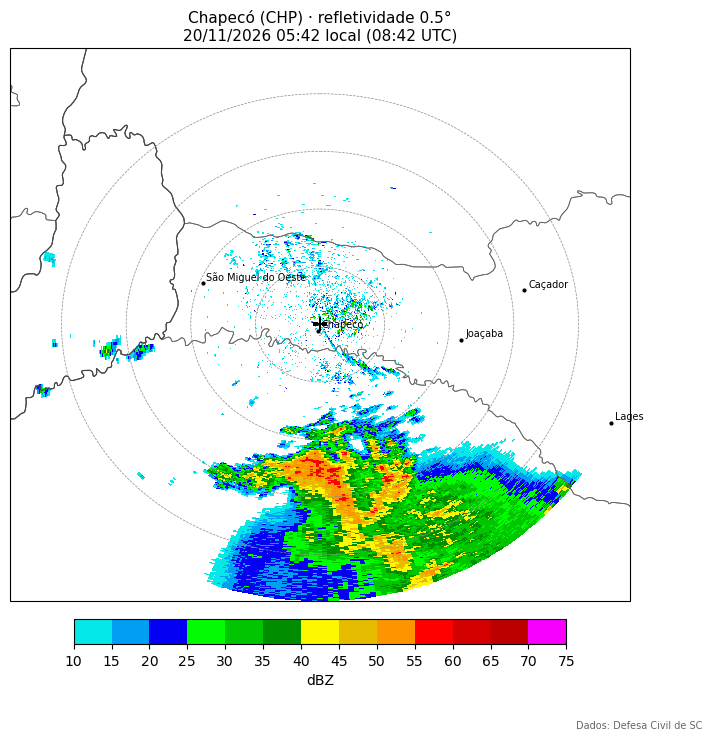 Chapecó (CHP) · refletividade 0.5°
20/11/2026 05:42 local (08:42 UTC)
São Miguel do Oeste
Caçador
Chapecó
Joaçaba
Lages
10 15 20 25 30 35 40 45 50 55 60 65 70 75
dBZ
Dados: Defesa Civil de SC